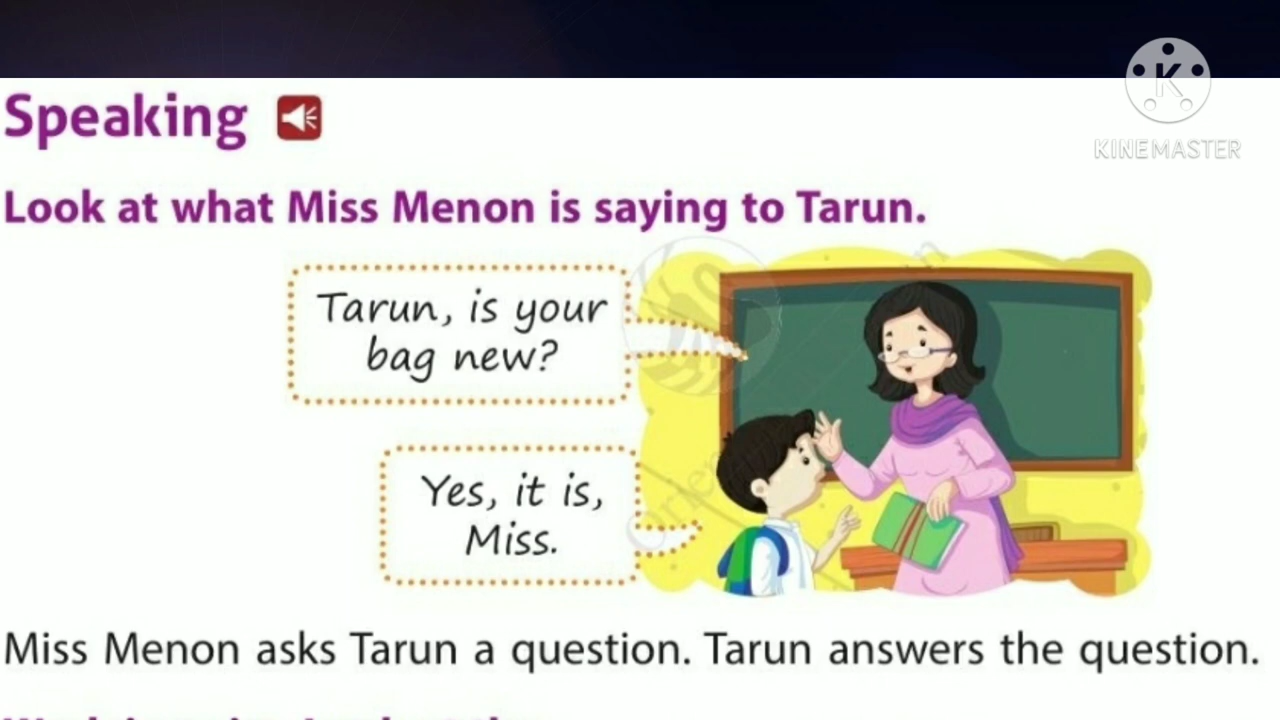 KINEMASTER
Speaking
Look at what Miss Menon is saying to Tarun.
Tarun, is your
bag new?
Yes, it is,
Miss.
Miss Menon asks Tarun a question. Tarun answers the question.